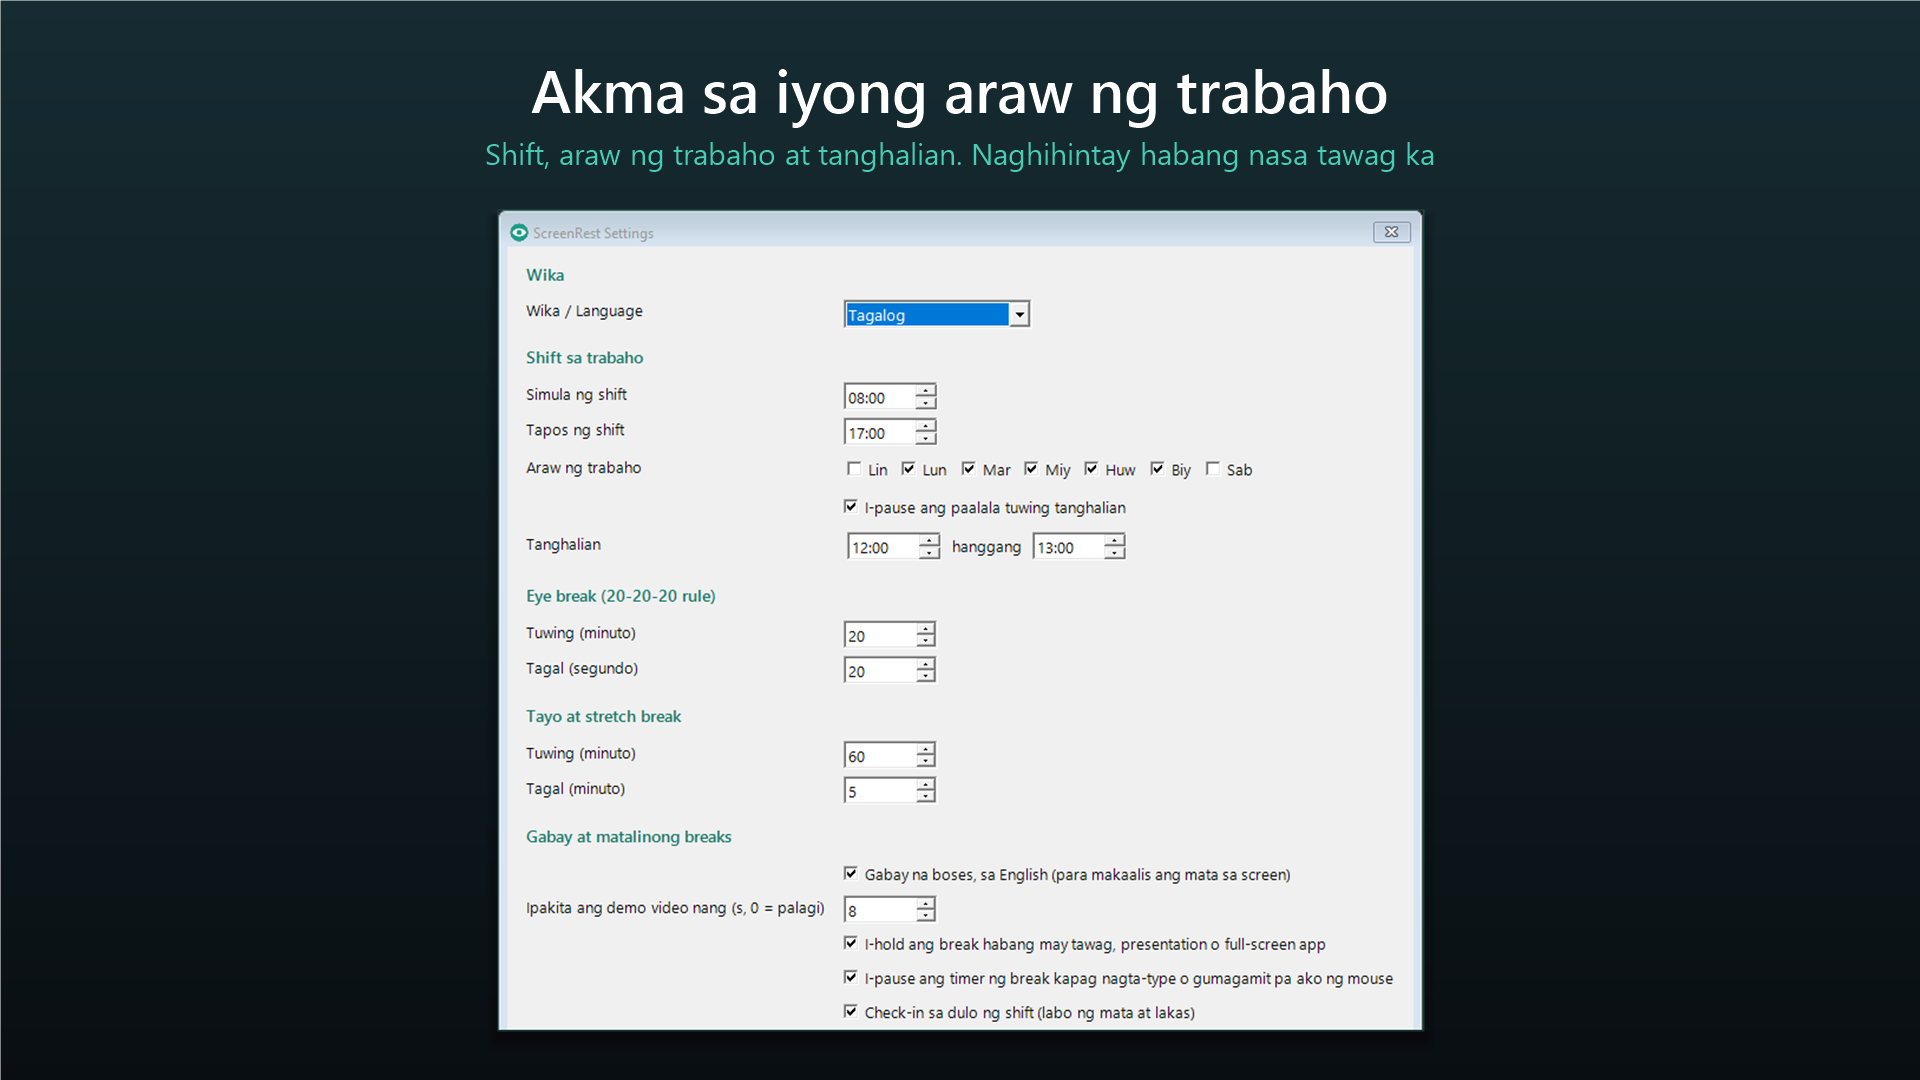 Akma sa iyong araw ng trabaho
Shift, araw ng trabaho at tanghalian. Naghihintay habang nasa tawag ka
ScreenRest Settings
Wika
Wika / Language Tagalog
Shift sa trabaho
Simula ng shift 08:00
Tapos ng shift 17:00
Araw ng trabaho Lin Lun Mar Miy Huw Biy Sab
I-pause ang paalala tuwing tanghalian
Tanghalian 12:00 hanggang 13:00
Eye break (20-20-20 rule)
Tuwing (minuto) 20
Tagal (segundo) 20
Tayo at stretch break
Tuwing (minuto) 60
Tagal (minuto) 5
Gabay at matalinong breaks
Gabay na boses, sa English (para makaalis ang mata sa screen)
Ipakita ang demo video nang (s, 0 = palagi) 8
I-hold ang break habang may tawag, presentation o full-screen app
I-pause ang timer ng break kapag nagta-type o gumagamit pa ako ng mouse
Check-in sa dulo ng shift (labo ng mata at lakas)